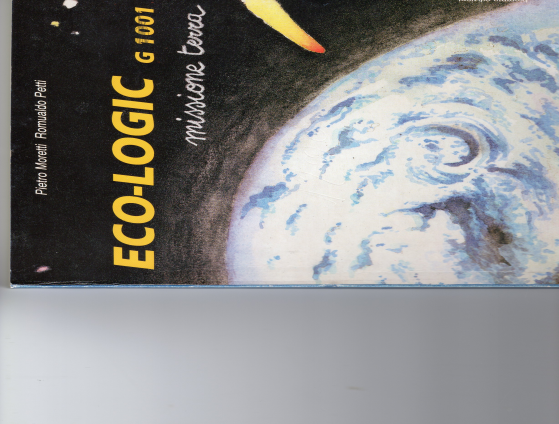 Pietro Moretti Romualdo Petti
ECO-LOGIC G 1001
missione terra